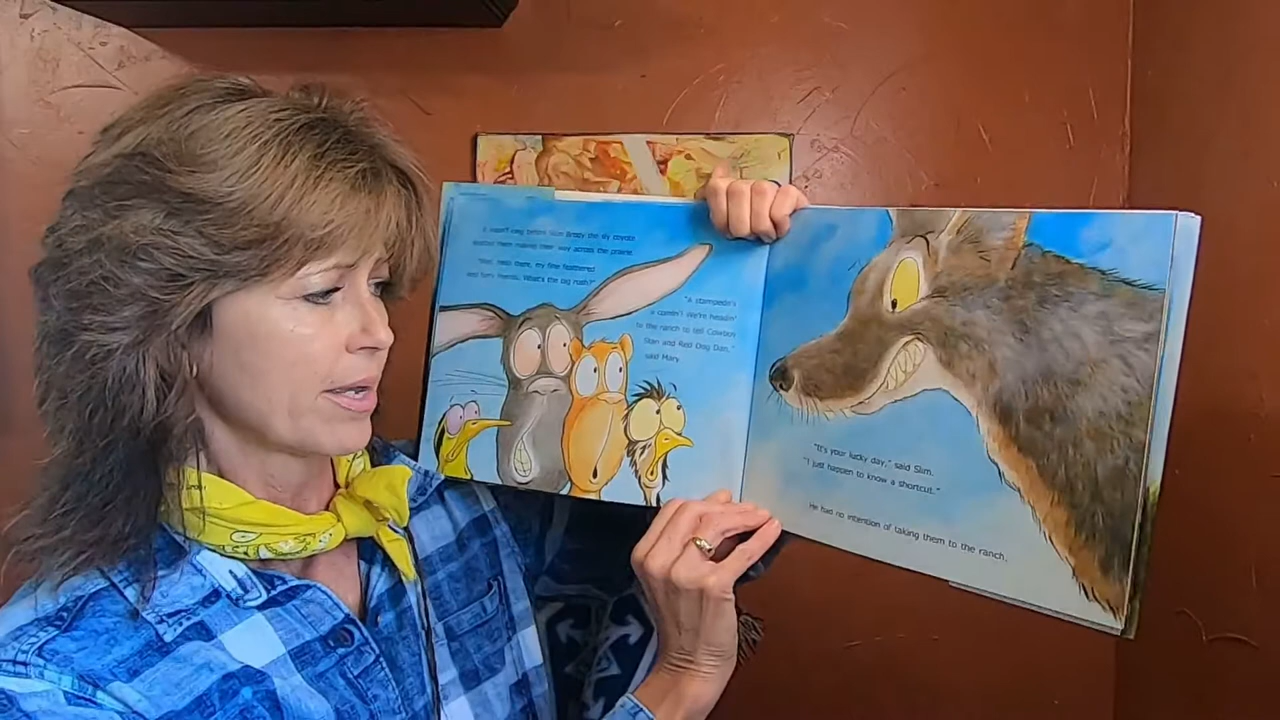 It wasn't long before Slim Brody the sly coyote
spotted them making their way across the prairie.
"Well, hello there, my fine feathered
and furry friends. What's the big rush?"
"A stampede's
a comin'! We're headin'
to the ranch to tell Cowboy
Stan and Red Dog Dan,"
said Mary.
"It's your lucky day," said Slim.
"I just happen to know a shortcut."
He had no intention of taking them to the ranch.